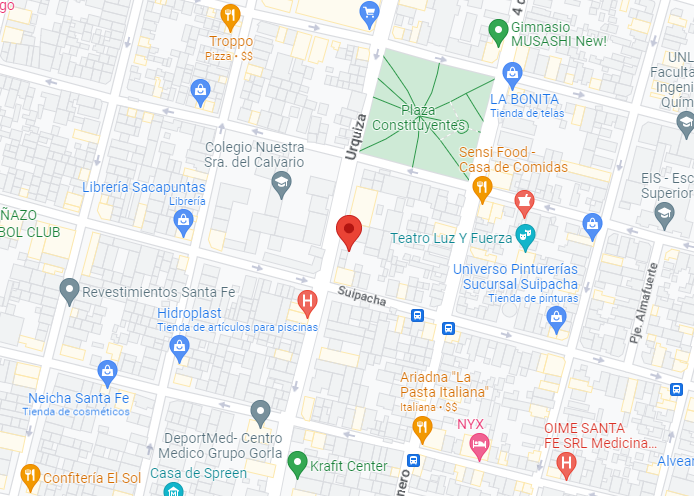 go
4 d
Gimnasio
MUSASHI New!
Troppo
Pizza • $$
UNL
Faculta
Ingeni
Quími
LA BONITA
Tienda de telas
Plaza
Constituyentes
Urquiza
Colegio Nuestra
Sra. del Calvario
Sensi Food -
Casa de Comidas
Librería Sacapuntas
Librería
EIS - Esc
Superior
ÑAZO
BOL CLUB
Teatro Luz Y Fuerza
Universo Pinturerías
Sucursal Suipacha
Tienda de pinturas
Pje. Almafuerte
Revestimientos Santa Fe
Suipacha
H
Hidroplast
Tienda de artículos para piscinas
Ariadna "La
Pasta Italiana"
Italiana • $$
Neicha Santa Fe
Tienda de cosméticos
NYX
OIME SANTA
FE SRL Medicina...
DeportMed- Centro
Medico Grupo Gorla
Krafit Center
H
Alvear
Confitería El Sol
Casa de Spreen
nero